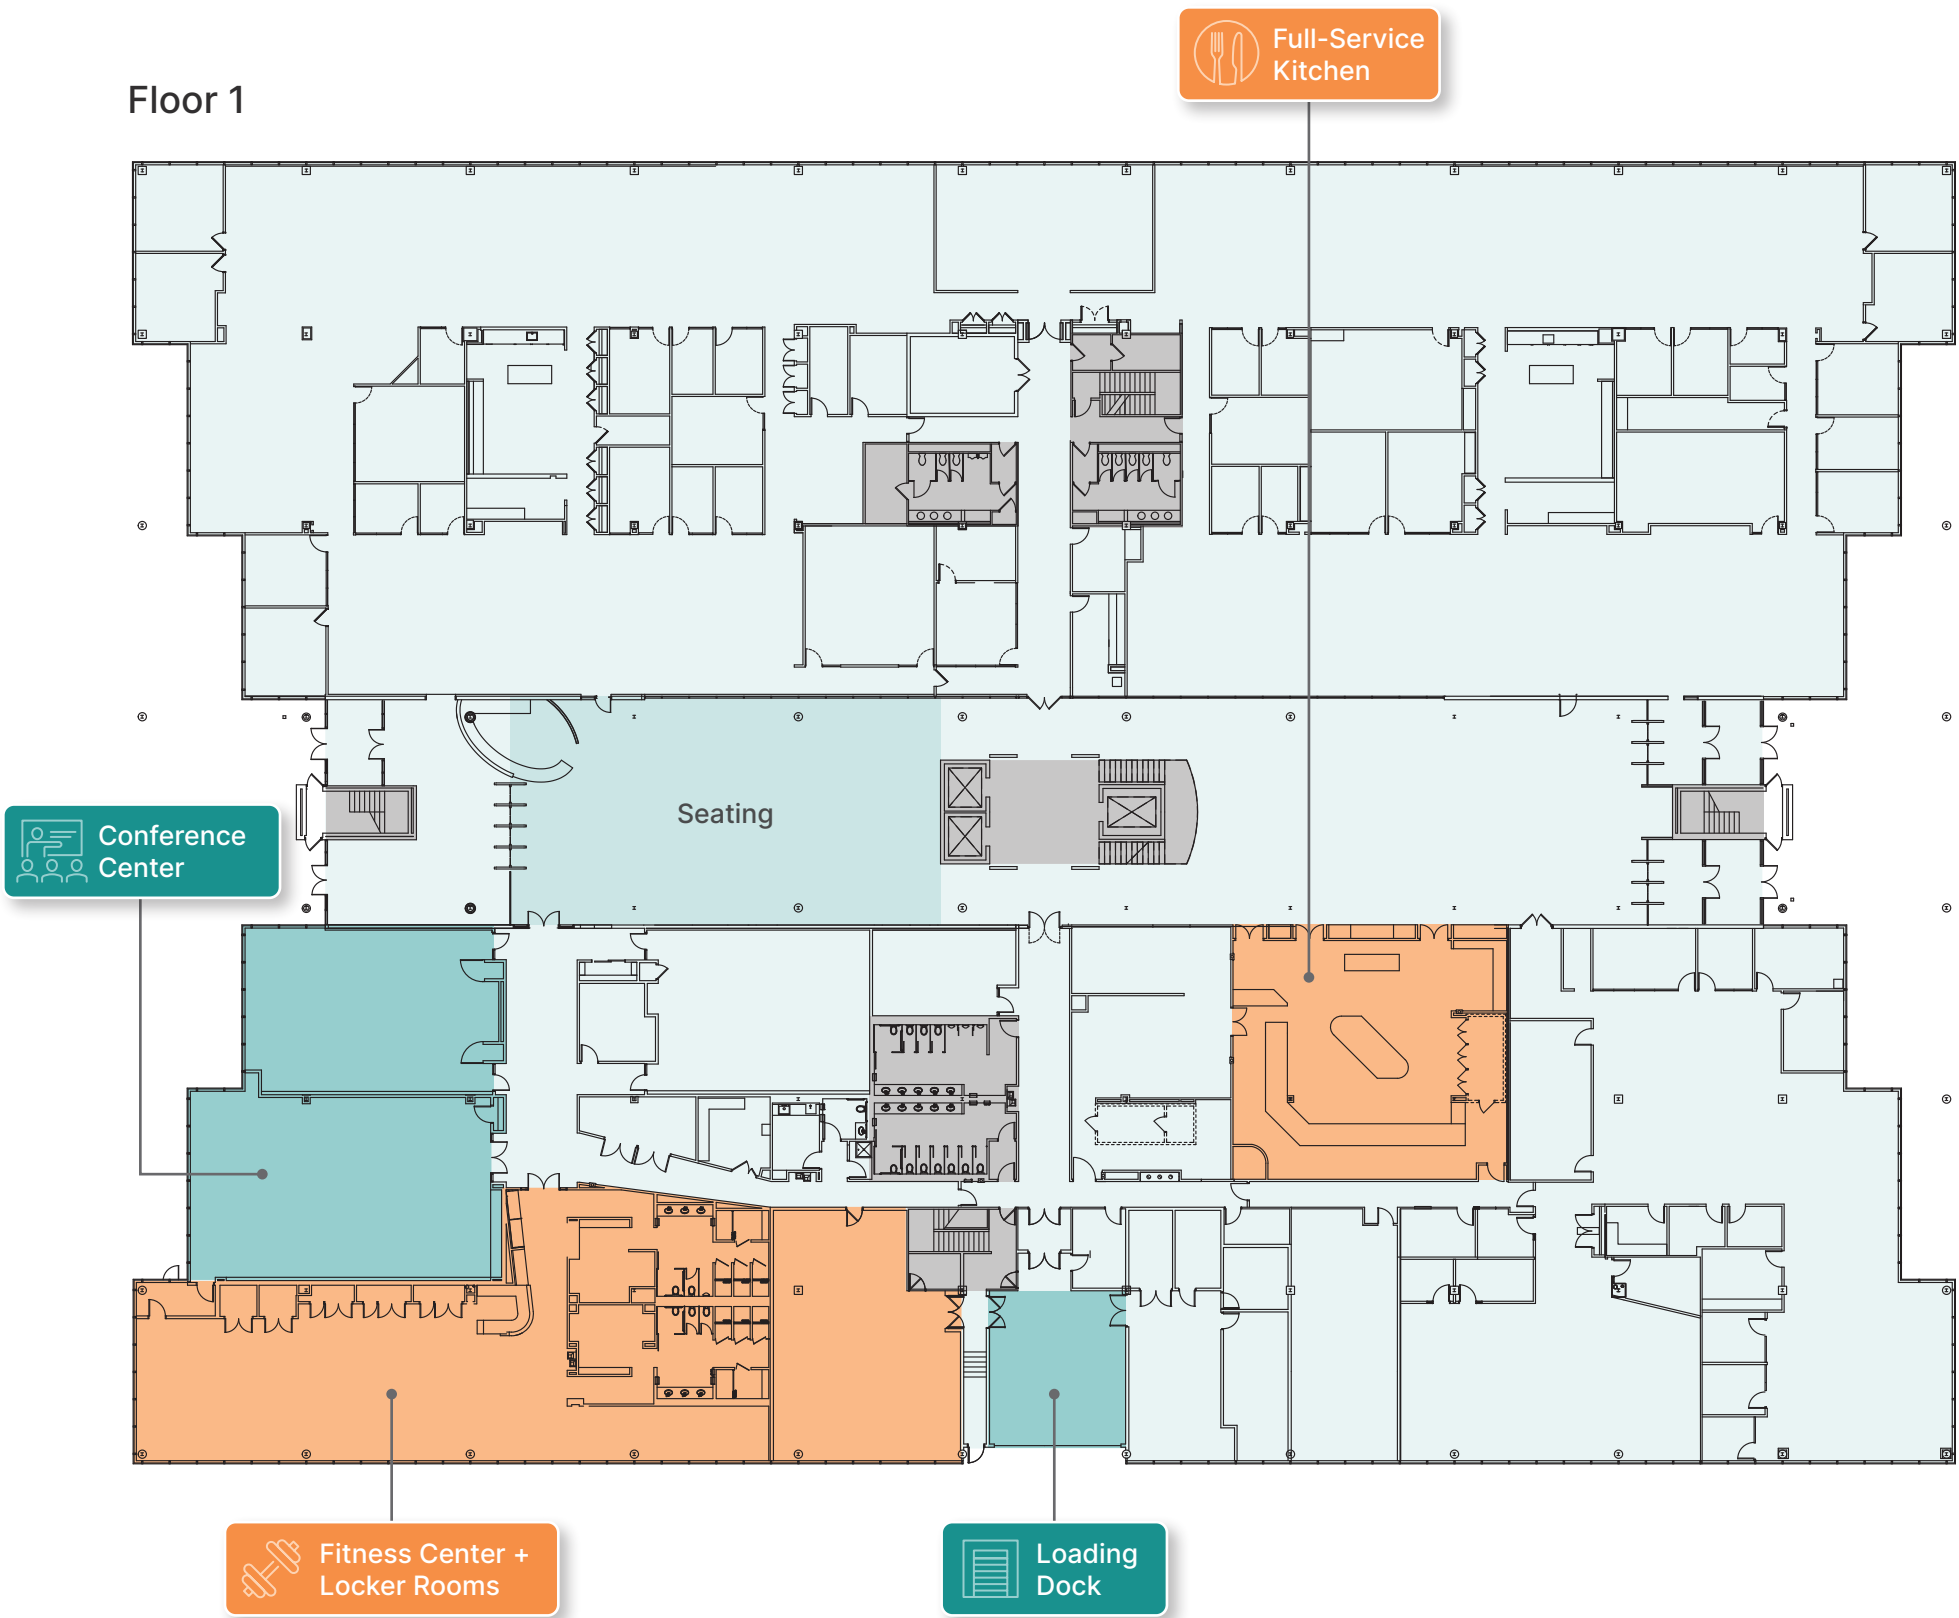 Full-Service
Kitchen
Floor 1
Seating
Conference
Center
Fitness Center +
Locker Rooms
Loading
Dock